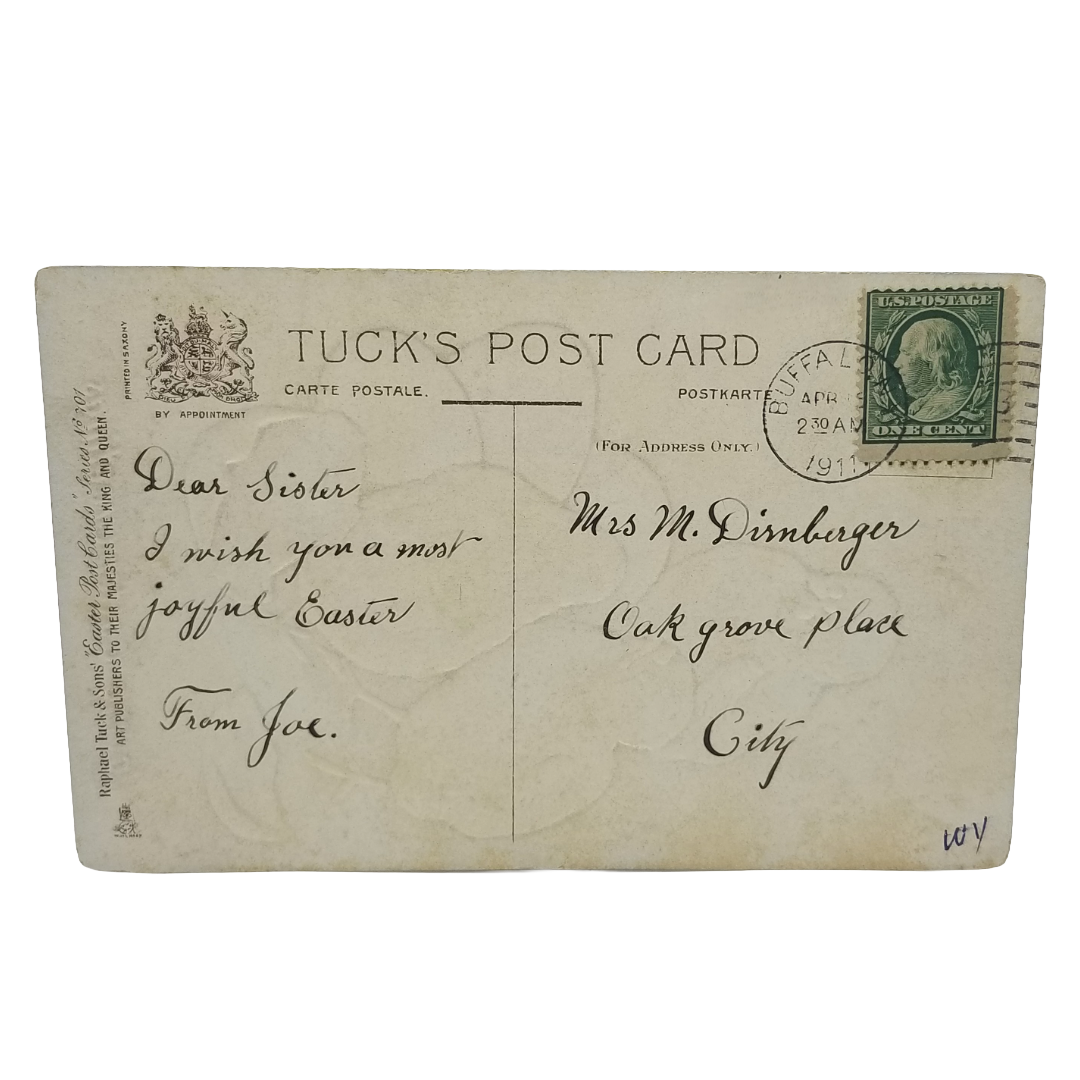 PRINTED IN SAXONY
BY APPOINTMENT
TUCK'S POST CARD
CARTE POSTALE.
POSTKARTE
(FOR ADDRESS ONLY.)
Raphael Tuck & Sons' "Easter Post Cards" Series No 707
ART PUBLISHERS TO THEIR MAJESTIES THE KING AND QUEEN.
U.S. POSTAGE
ONE CENT
BUFFALO
APR
2 30 AM
1911
3
Dear Sister
I wish you a most
joyful Easter
From Joe.
Mrs M. Dirnberger
Oak grove place
City
WY